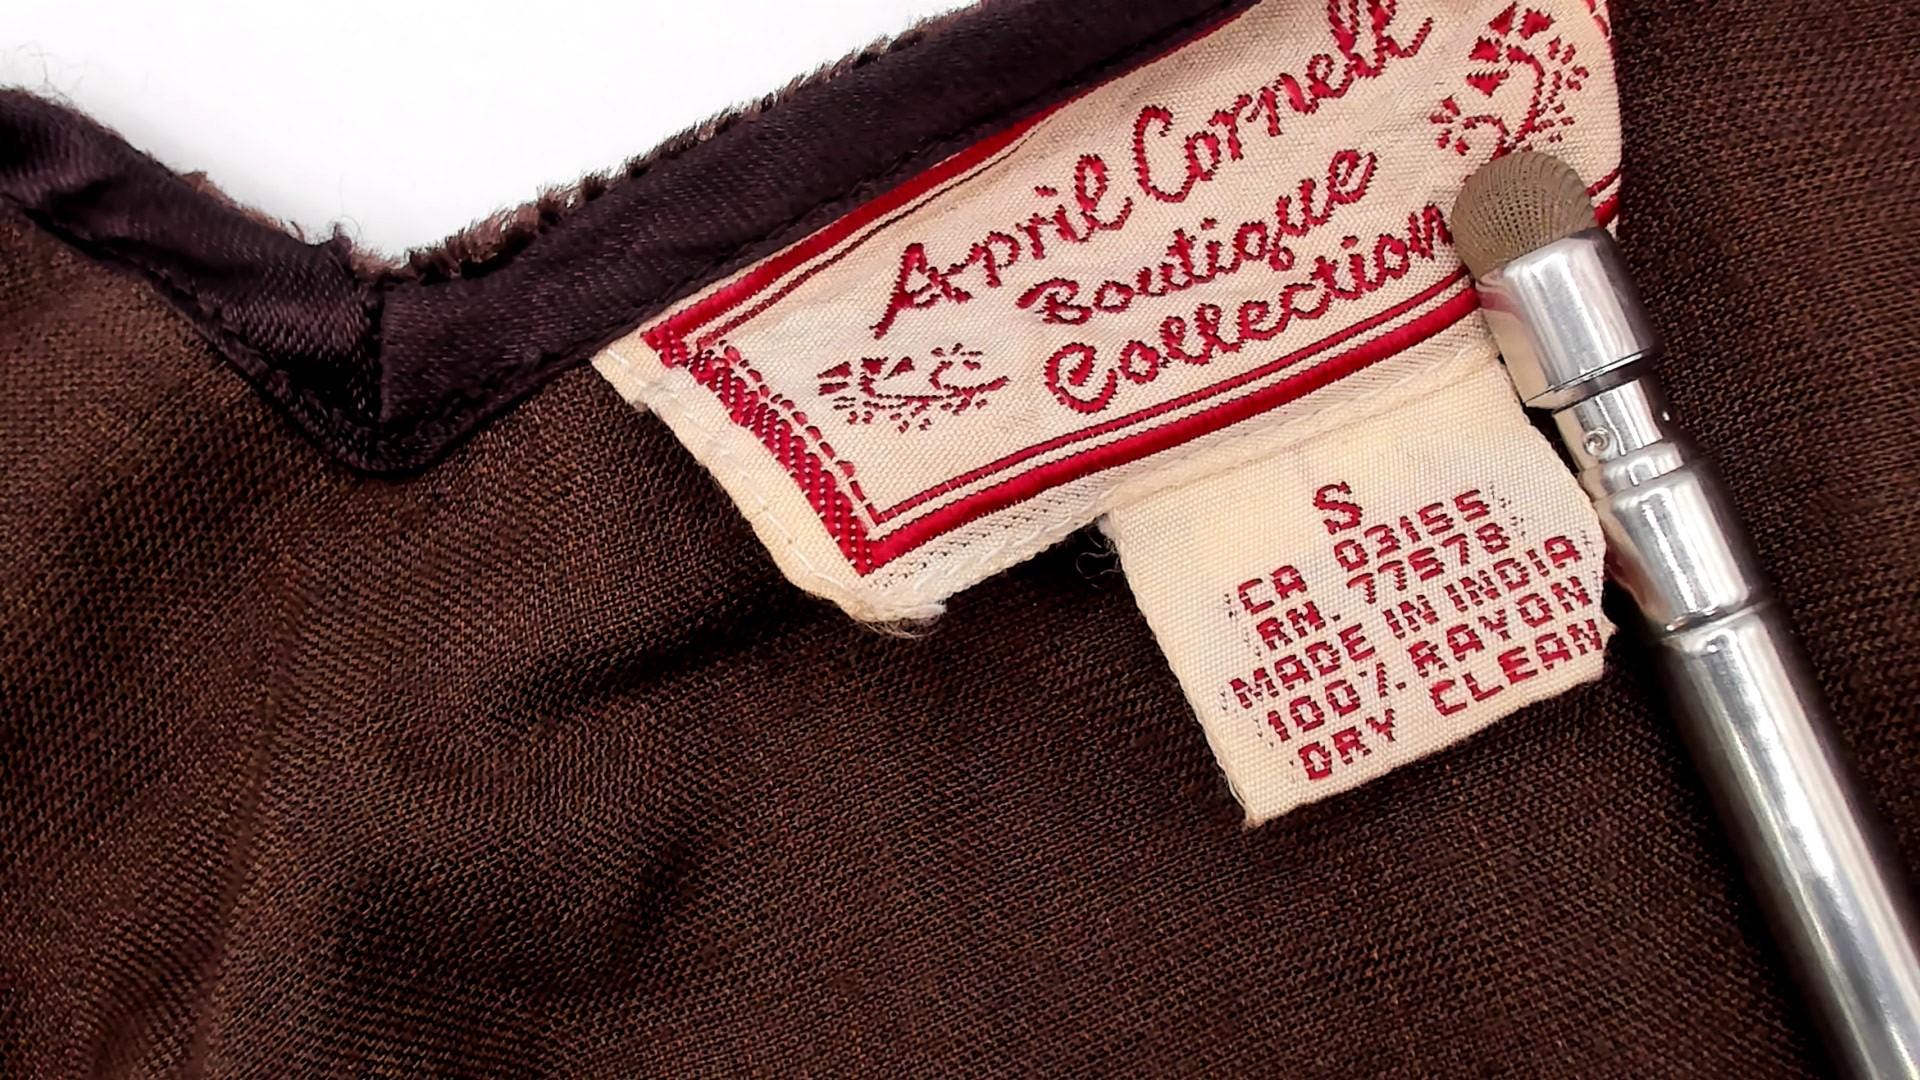 April Cornell
Boutique
Collection
S
CA 03155
RN. 77578
MADE IN INDIA
100% RAYON
DRY CLEAN